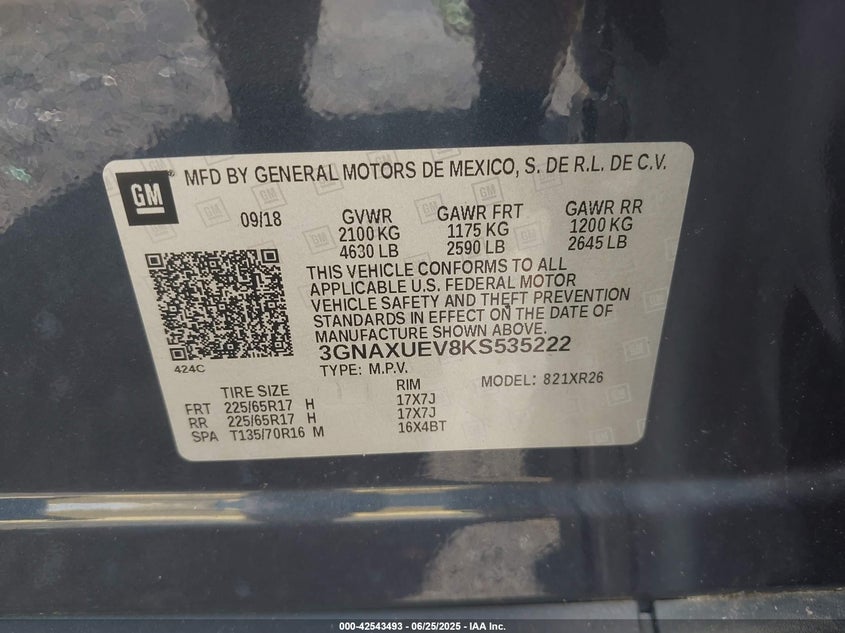 GM
MFD BY GENERAL MOTORS DE MEXICO, S. DE R.L. DE C.V.
09/18 GVWR GAWR FRT GAWR RR
2100 KG 1175 KG 1200 KG
4630 LB 2590 LB 2645 LB
THIS VEHICLE CONFORMS TO ALL
APPLICABLE U.S. FEDERAL MOTOR
VEHICLE SAFETY AND THEFT PREVENTION
STANDARDS IN EFFECT ON THE DATE OF
MANUFACTURE SHOWN ABOVE.
424C
3GNAXUEV8KS535222
TYPE: M.P.V. MODEL: 821XR26
TIRE SIZE RIM
FRT 225/65R17 H 17X7J
RR 225/65R17 H 17X7J
SPA T135/70R16 M 16X4BT
000-42543493 - 06/25/2025 - IAA Inc.